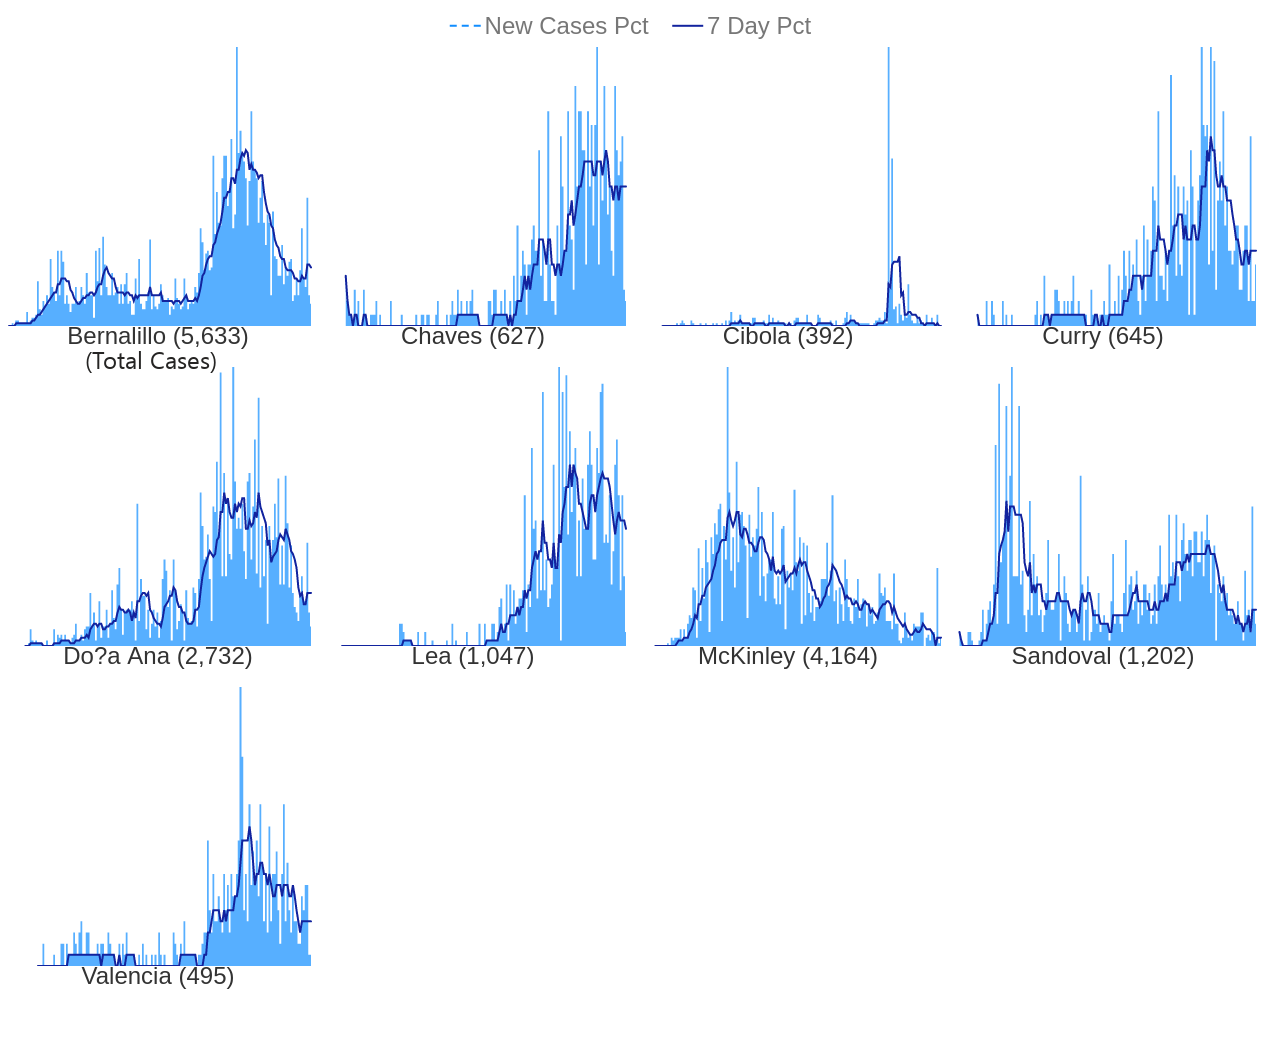 New Cases Pct 7 Day Pct
Bernalillo (5,633)
(Total Cases)
Chaves (627)
Cibola (392)
Curry (645)
Do?a Ana (2,732)
Lea (1,047)
McKinley (4,164)
Sandoval (1,202)
Valencia (495)